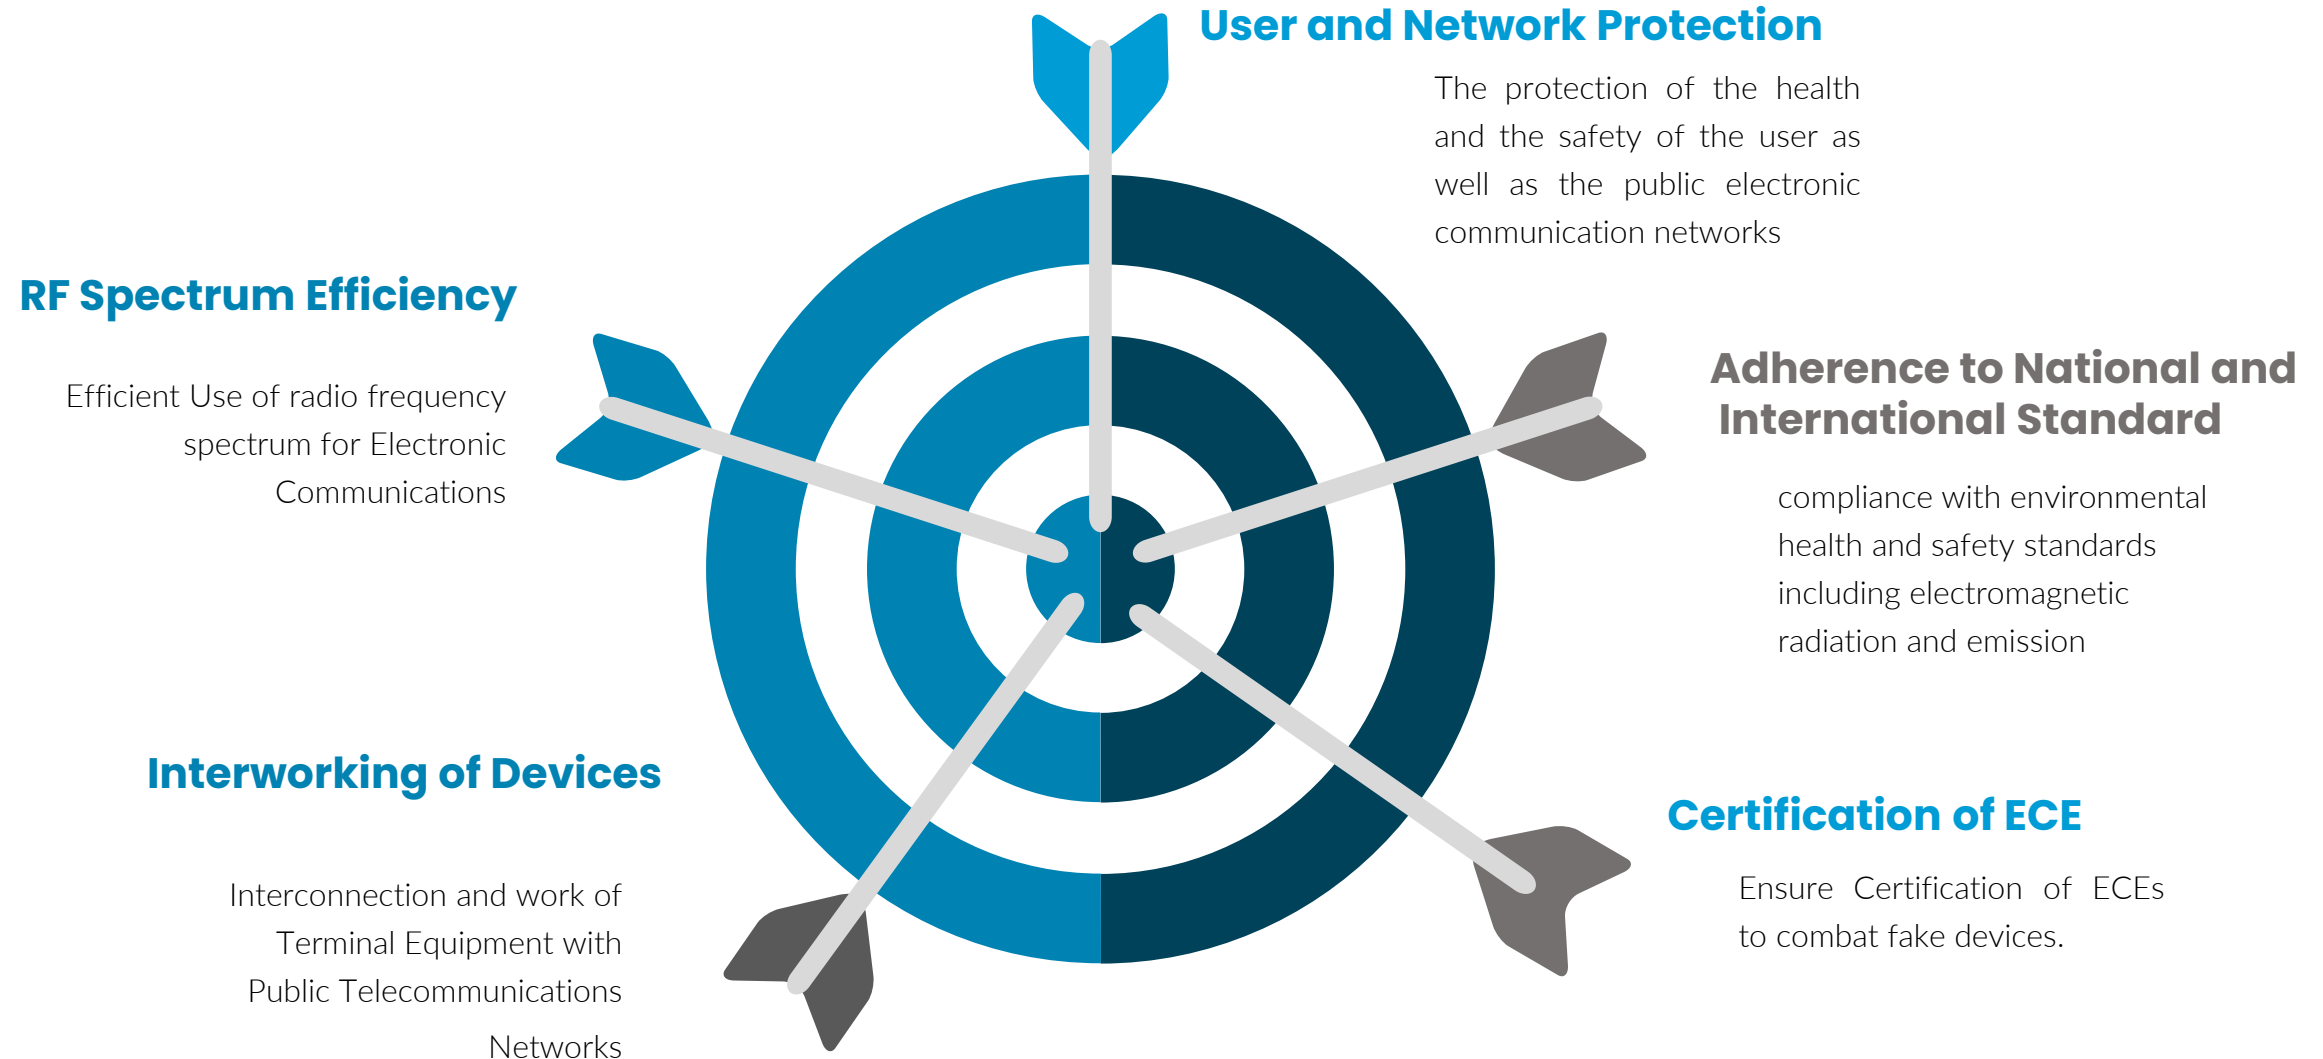 User and Network Protection
The protection of the health
and the safety of the user as
well as the public electronic
communication networks
RF Spectrum Efficiency
Efficient Use of radio frequency
spectrum for Electronic
Communications
Adherence to National and
International Standard
compliance with environmental
health and safety standards
including electromagnetic
radiation and emission
Interworking of Devices
Interconnection and work of
Terminal Equipment with
Public Telecommunications
Networks
Certification of ECE
Ensure Certification of ECEs
to combat fake devices.